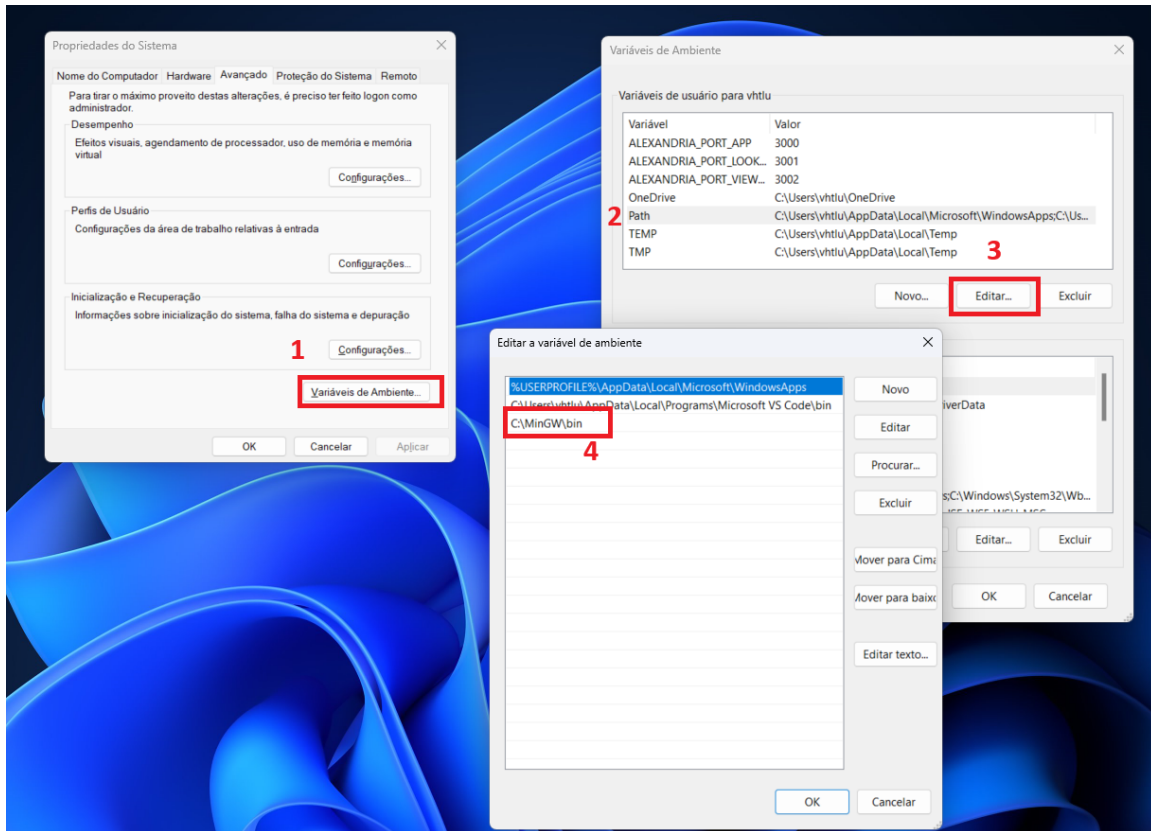 Propriedades do Sistema
Nome do Computador Hardware Avançado Proteção do Sistema Remoto
Para tirar o máximo proveito destas alterações, é preciso ter feito logon como
administrador.
Desempenho
Efeitos visuais, agendamento de processador, uso de memória e memória
virtual
Configurações...
Perfis de Usuário
Configurações da área de trabalho relativas à entrada
Configurações...
Inicialização e Recuperação
Informações sobre inicialização do sistema, falha do sistema e depuração
1
Configurações...
Variáveis de Ambiente...
OK Cancelar Aplicar
Variáveis de Ambiente
Variáveis de usuário para vhtlu
Variável Valor
ALEXANDRIA_PORT_APP 3000
ALEXANDRIA_PORT_LOOK... 3001
ALEXANDRIA_PORT_VIEW... 3002
OneDrive C:\Users\vhtlu\OneDrive
2 Path C:\Users\vhtlu\AppData\Local\Microsoft\WindowsApps;C:\Us...
TEMP C:\Users\vhtlu\AppData\Local\Temp
TMP C:\Users\vhtlu\AppData\Local\Temp
3
Novo... Editar... Excluir
iverData
s;C:\Windows\System32\Wb...
Editar... Excluir
OK Cancelar
Editar a variável de ambiente
%USERPROFILE%\AppData\Local\Microsoft\WindowsApps
C:\Users\vhtlu\AppData\Local\Programs\Microsoft VS Code\bin
C:\MinGW\bin
4
Novo
Editar
Procurar...
Excluir
Mover para Cima
Mover para baixo
Editar texto...
OK Cancelar